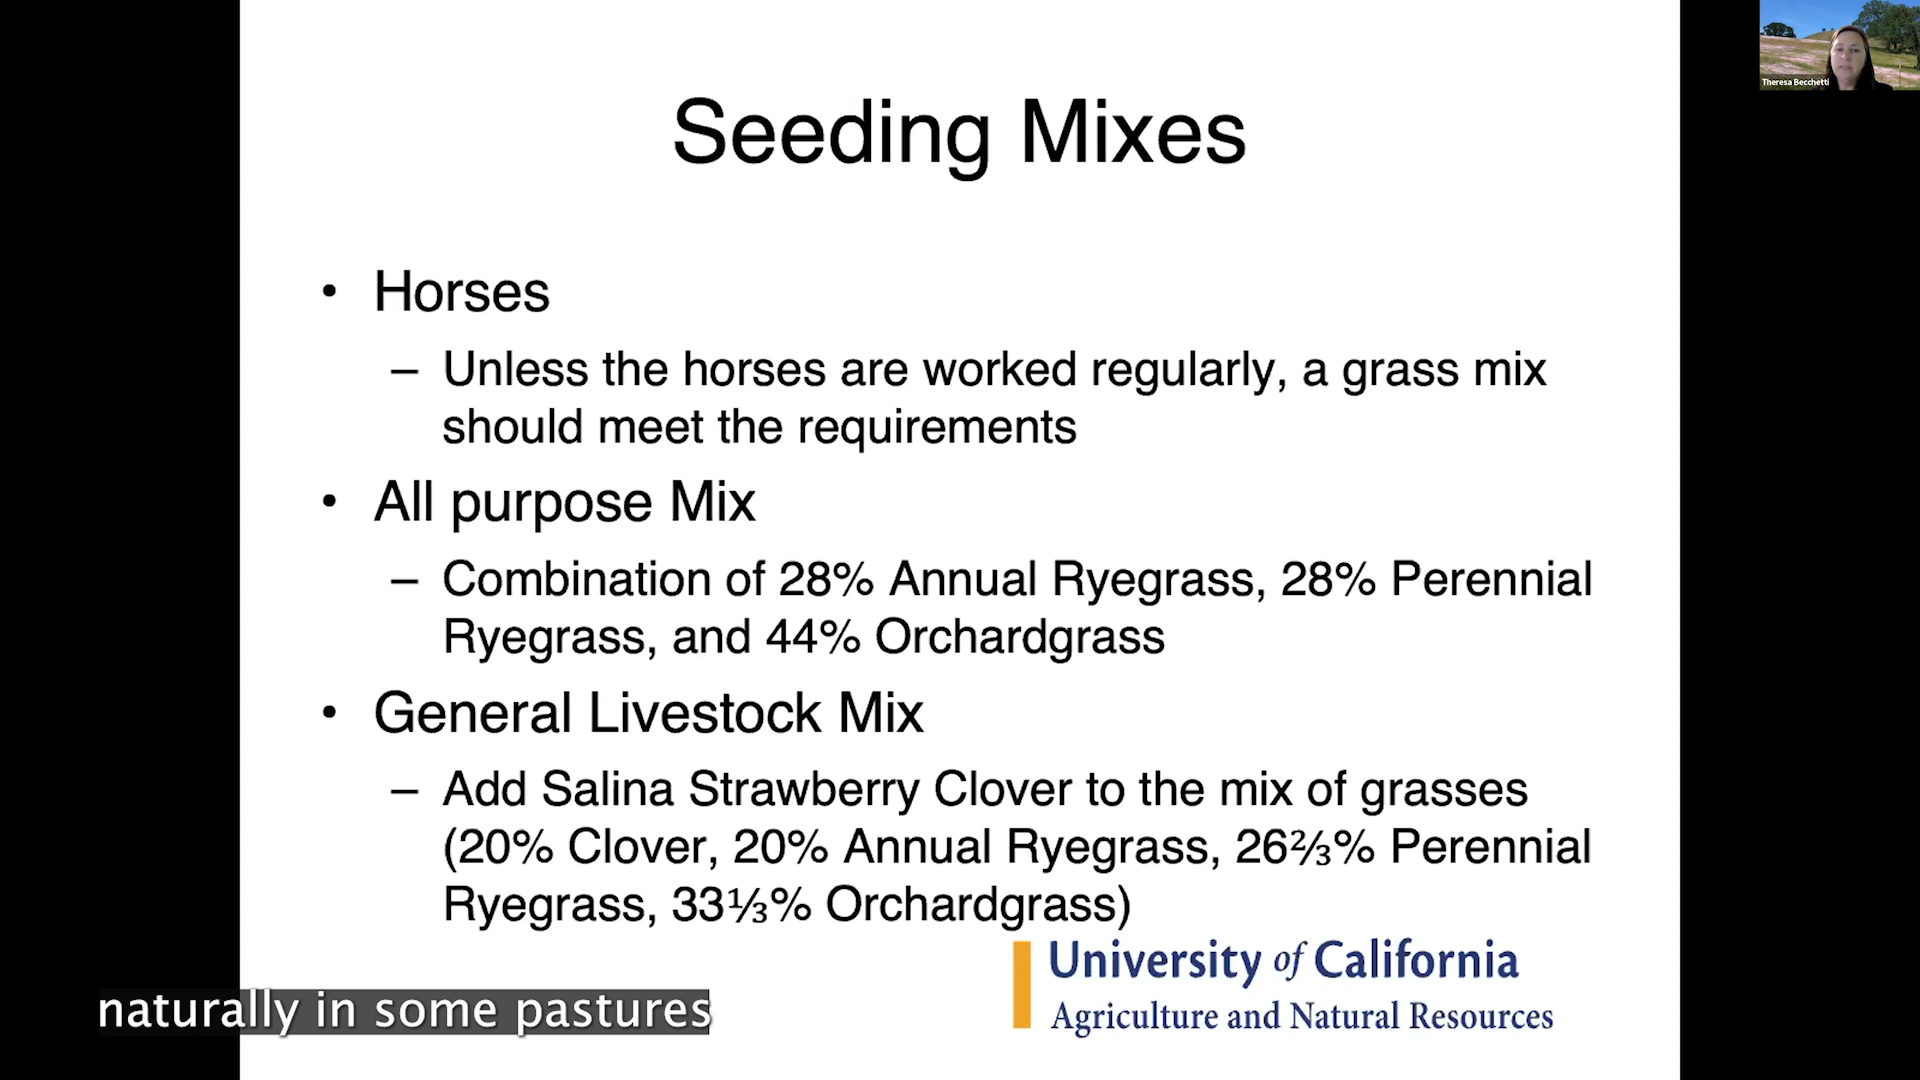 Theresa Becchetti
Seeding Mixes
• Horses
– Unless the horses are worked regularly, a grass mix
should meet the requirements
• All purpose Mix
– Combination of 28% Annual Ryegrass, 28% Perennial
Ryegrass, and 44% Orchardgrass
• General Livestock Mix
– Add Salina Strawberry Clover to the mix of grasses
(20% Clover, 20% Annual Ryegrass, 26⅔% Perennial
Ryegrass, 33⅓% Orchardgrass)
University of California
Agriculture and Natural Resources
naturally in some pastures